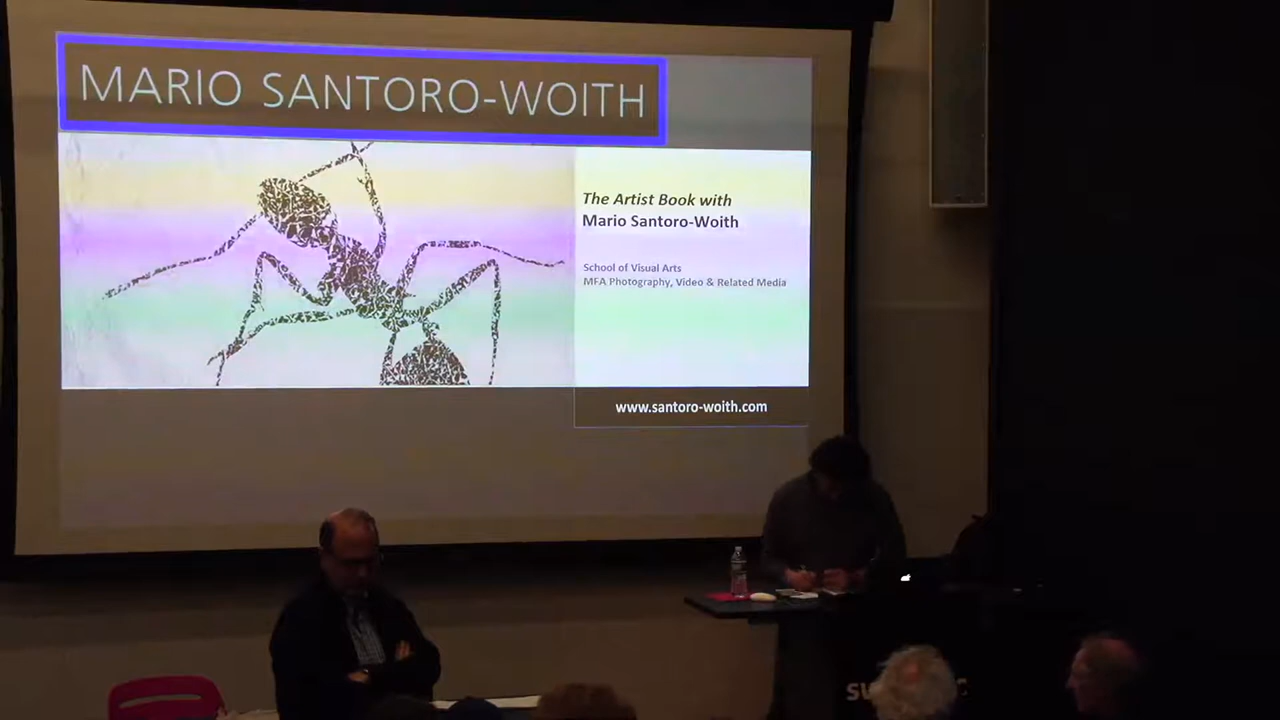 MARIO SANTORO-WOITH
The Artist Book with
Mario Santoro-Woith
School of Visual Arts
MFA Photography, Video & Related Media
www.santoro-woith.com